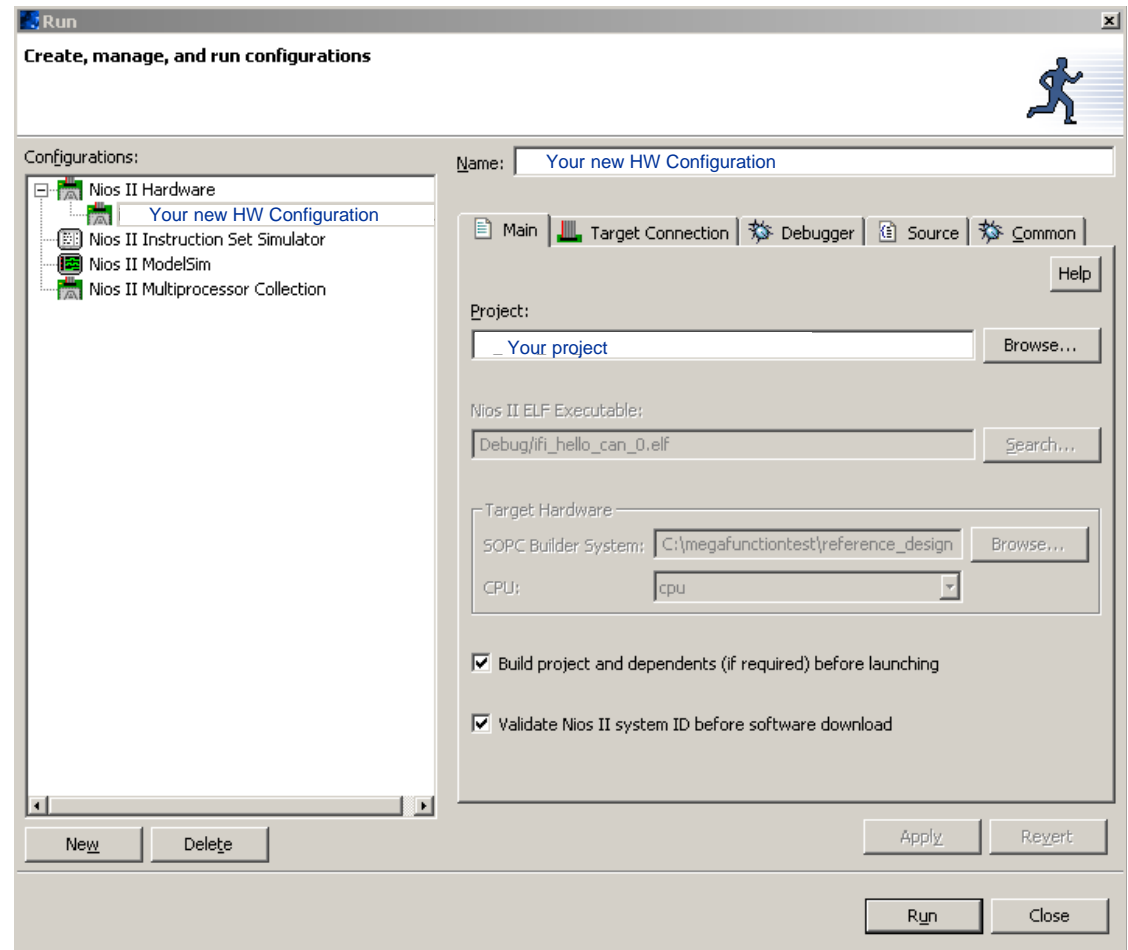 Run
Create, manage, and run configurations
Configurations:
Nios II Hardware
Your new HW Configuration
Nios II Instruction Set Simulator
Nios II ModelSim
Nios II Multiprocessor Collection
New
Delete
Name: Your new HW Configuration
Main Target Connection Debugger Source Common
Help
Project:
_ Your project Browse...
Nios II ELF Executable:
Debug/ifi_hello_can_0.elf Search...
Target Hardware
SOPC Builder System: C:\megafunctiontest\reference_design Browse...
CPU: cpu
Build project and dependents (if required) before launching
Validate Nios II system ID before software download
Apply Revert
Run Close